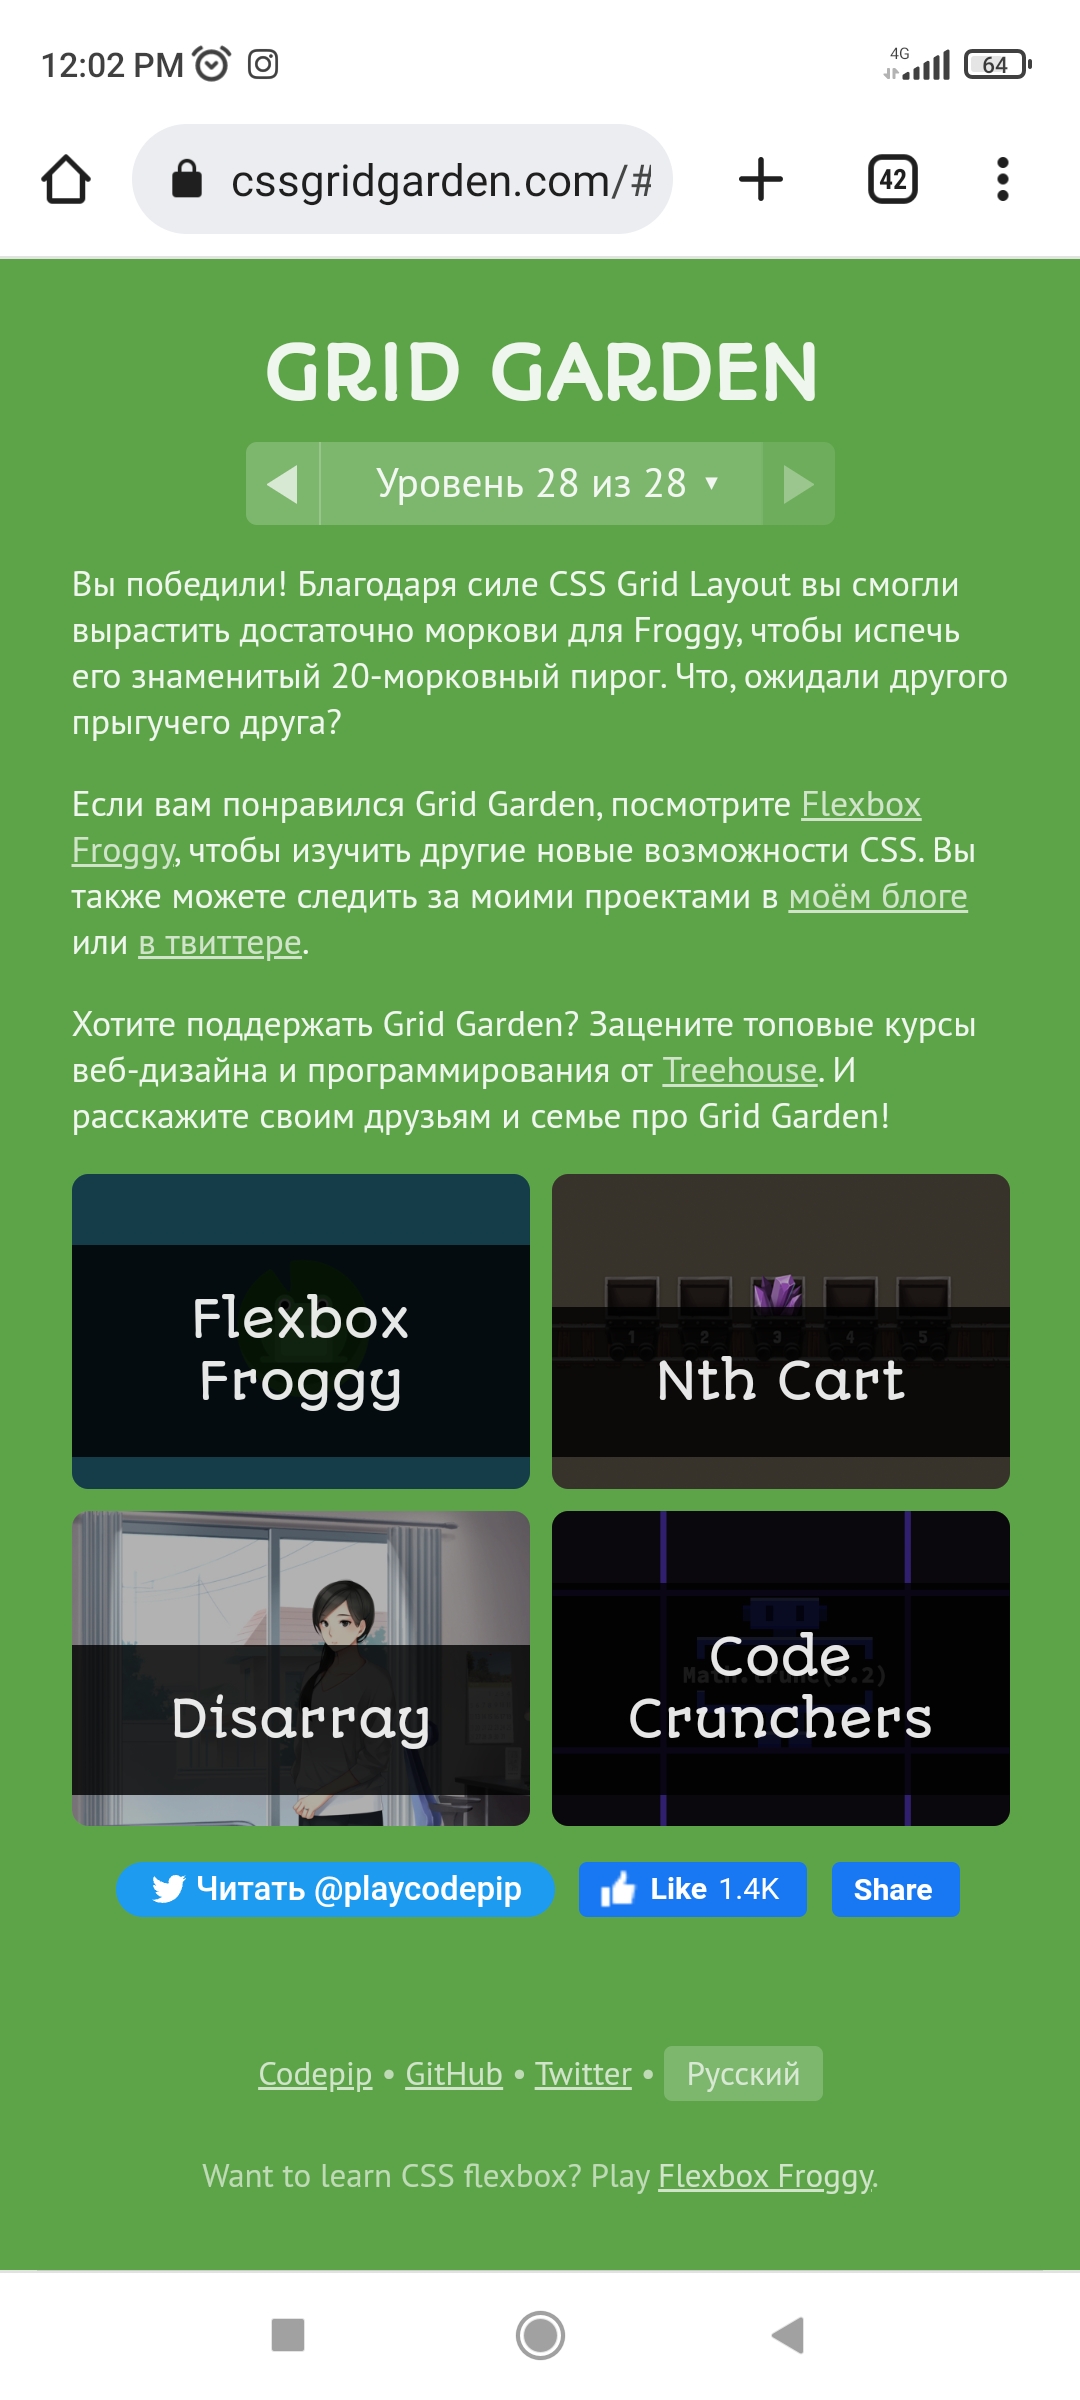 12:02 PM
4G
64
cssgridgarden.com/#
42
GRID GARDEN
Уровень 28 из 28 ▼
Вы победили! Благодаря силе CSS Grid Layout вы смогли
вырастить достаточно моркови для Froggy, чтобы испечь
его знаменитый 20-морковный пирог. Что, ожидали другого
прыгучего друга?
Если вам понравился Grid Garden, посмотрите Flexbox
Froggy, чтобы изучить другие новые возможности CSS. Вы
также можете следить за моими проектами в моём блоге
или в твиттере.
Хотите поддержать Grid Garden? Зацените топовые курсы
веб-дизайна и программирования от Treehouse. И
расскажите своим друзьям и семье про Grid Garden!
Flexbox
Froggy
1 2 3 4 5
Nth Cart
Disarray
Code
Crunchers
Читать @playcodepip
Like 1.4K
Share
Codepip • GitHub • Twitter • Русский
Want to learn CSS flexbox? Play Flexbox Froggy.